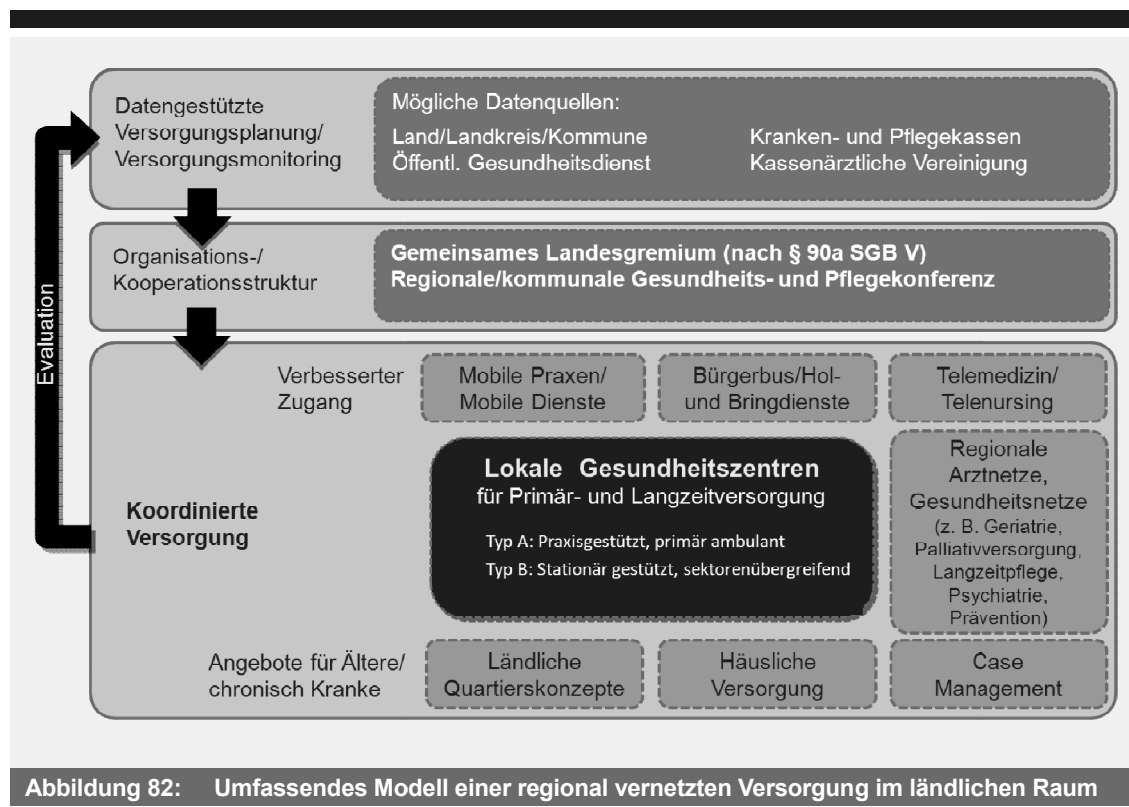 Datengestützte
Versorgungsplanung/
Versorgungsmonitoring
Mögliche Datenquellen:
Land/Landkreis/Kommune
Öffentl. Gesundheitsdienst
Kranken- und Pflegekassen
Kassenärztliche Vereinigung
Organisations-/
Kooperationsstruktur
Gemeinsames Landesgremium (nach § 90a SGB V)
Regionale/kommunale Gesundheits- und Pflegekonferenz
Evaluation
Koordinierte
Versorgung
Verbesserter
Zugang
Mobile Praxen/
Mobile Dienste
Bürgerbus/Hol-
und Bringdienste
Telemedizin/
Telenursing
Lokale Gesundheitszentren
für Primär- und Langzeitversorgung
Typ A: Praxisgestützt, primär ambulant
Typ B: Stationär gestützt, sektorenübergreifend
Regionale
Arztnetze,
Gesundheitsnetze
(z. B. Geriatrie,
Palliativversorgung,
Langzeitpflege,
Psychiatrie,
Prävention)
Angebote für Ältere/
chronisch Kranke
Ländliche
Quartierskonzepte
Häusliche
Versorgung
Case
Management
Abbildung 82: Umfassendes Modell einer regional vernetzten Versorgung im ländlichen Raum